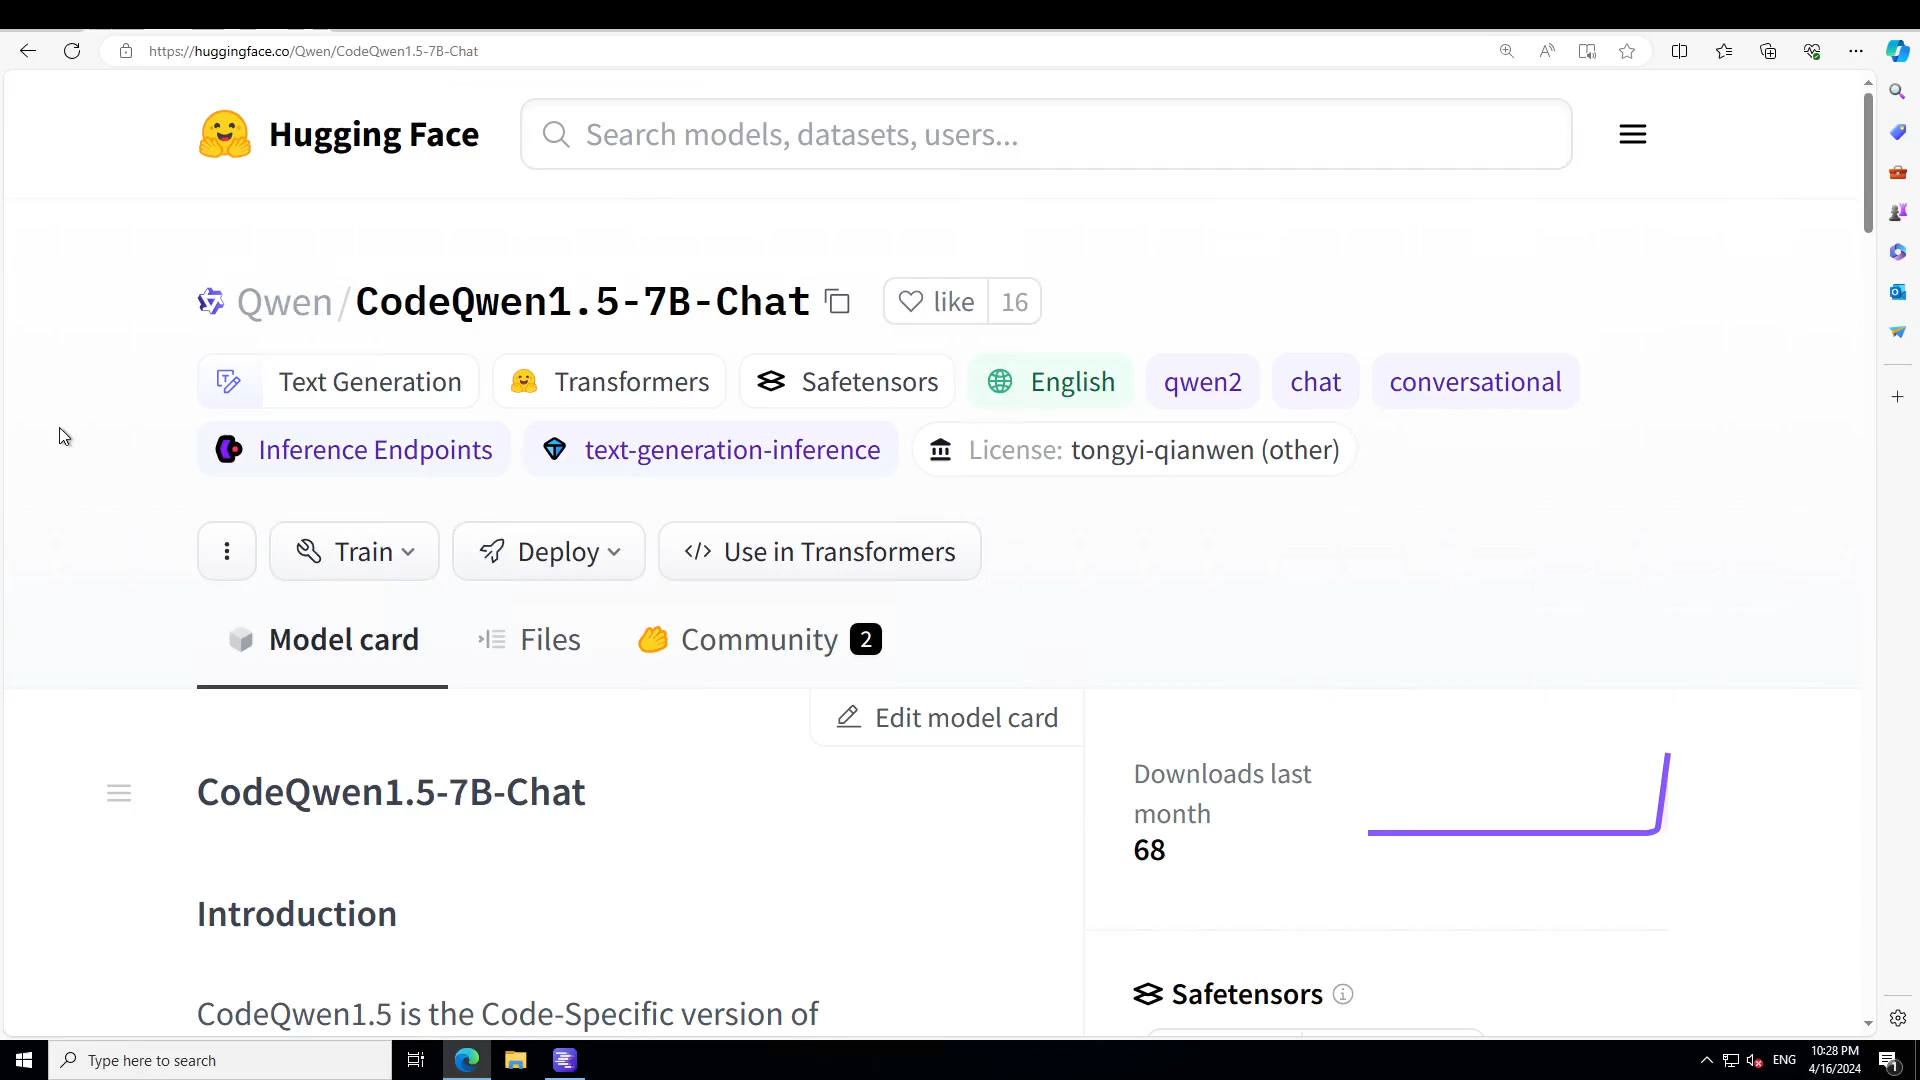 https://huggingface.co/Qwen/CodeQwen1.5-7B-Chat
Hugging Face
Search models, datasets, users...
Qwen/CodeQwen1.5-7B-Chat
like 16
Text Generation Transformers Safetensors English qwen2 chat conversational
Inference Endpoints text-generation-inference License: tongyi-qianwen (other)
Train Deploy </> Use in Transformers
Model card Files Community 2
Edit model card
CodeQwen1.5-7B-Chat
Introduction
CodeQwen1.5 is the Code-Specific version of
Downloads last
month
68
Safetensors
Type here to search
ENG
10:28 PM
4/16/2024
1